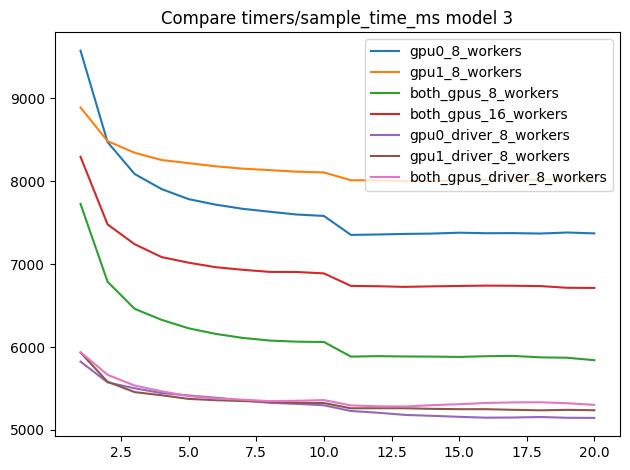 Compare timers/sample_time_ms model 3
gpu0_8_workers
gpu1_8_workers
both_gpus_8_workers
both_gpus_16_workers
gpu0_driver_8_workers
gpu1_driver_8_workers
both_gpus_driver_8_workers
9000
8000
7000
6000
5000
2.5 5.0 7.5 10.0 12.5 15.0 17.5 20.0